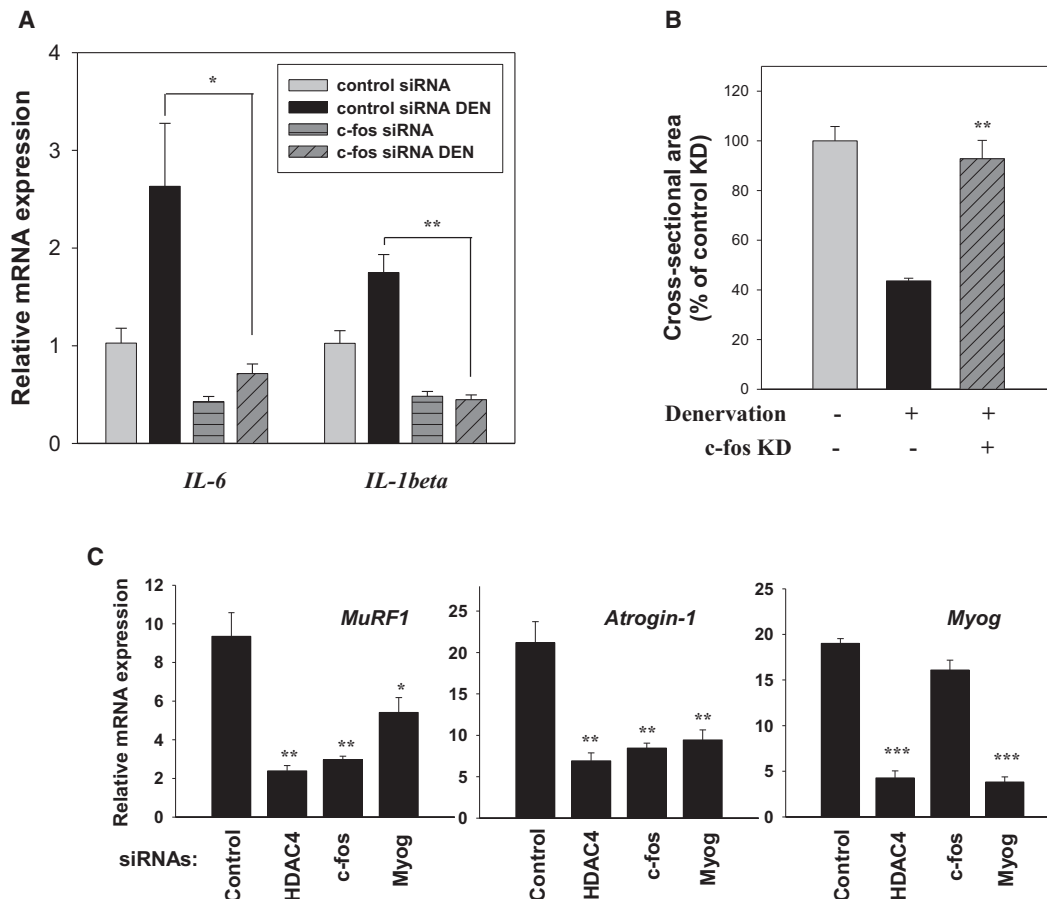 A
Relative mRNA expression
4
3
2
1
0
*
**
control siRNA
control siRNA DEN
c-fos siRNA
c-fos siRNA DEN
IL-6
IL-1beta
B
Cross-sectional area
(% of control KD)
120
100
80
60
40
20
0
**
Denervation - + +
c-fos KD - - +
C
Relative mRNA expression
12
10
8
6
4
2
0
MuRF1
**
**
*
siRNAs:
Control
HDAC4
c-fos
Myog
25
20
15
10
5
0
Atrogin-1
**
**
**
Control
HDAC4
c-fos
Myog
25
20
15
10
5
0
Myog
***
***
Control
HDAC4
c-fos
Myog